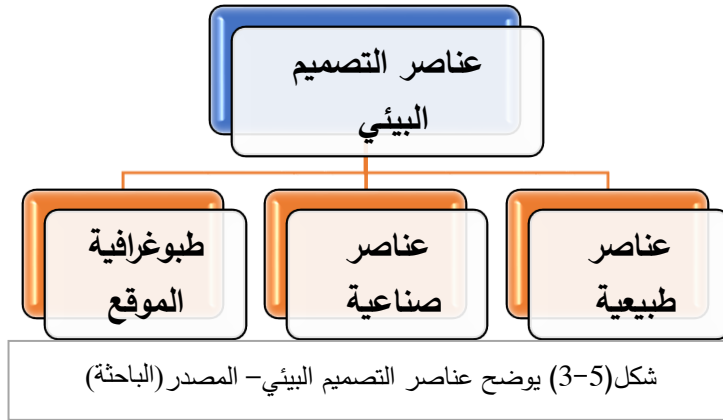 عناصر التصميم
البيئي
عناصر
طبيعية
عناصر
صناعية
طبوغرافية
الموقع
شكل(5-3) يوضح عناصر التصميم البيئي– المصدر (الباحثة)